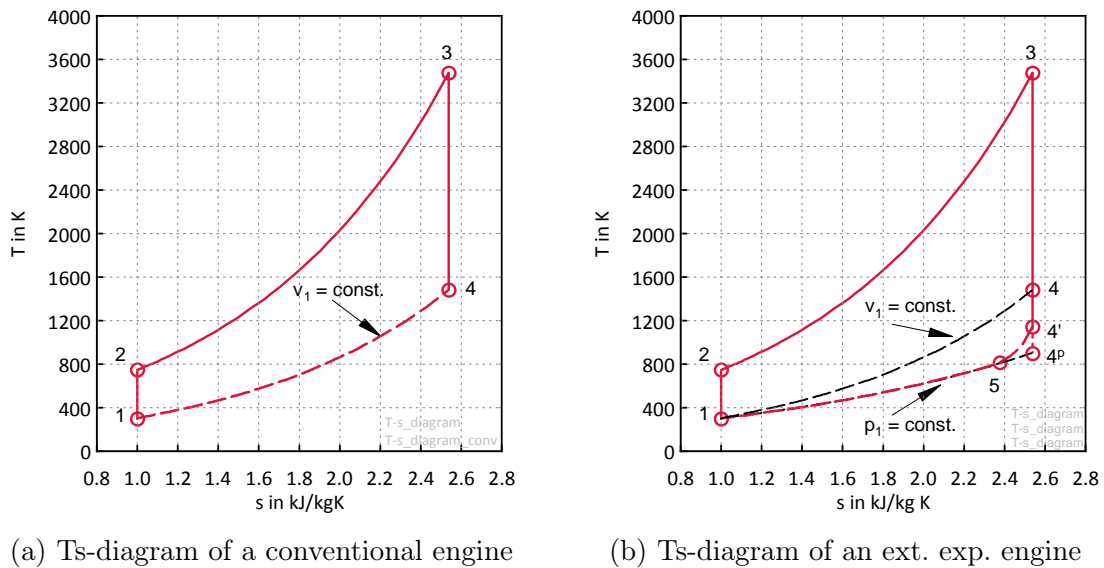 4000
3600
3200
2800
2400
2000
1600
1200
800
400
0
T in K
0.8 1.0 1.2 1.4 1.6 1.8 2.0 2.2 2.4 2.6 2.8
s in kJ/kgK
3
v₁ = const.
4
2
1
T-s_diagram
T-s_diagram_conv
(a) Ts-diagram of a conventional engine
4000
3600
3200
2800
2400
2000
1600
1200
800
400
0
T in K
0.8 1.0 1.2 1.4 1.6 1.8 2.0 2.2 2.4 2.6 2.8
s in kJ/kg K
3
4
v₁ = const.
4'
2
4ᵖ
5
1
p₁ = const.
T-s_diagram
T-s_diagram
T-s_diagram
(b) Ts-diagram of an ext. exp. engine